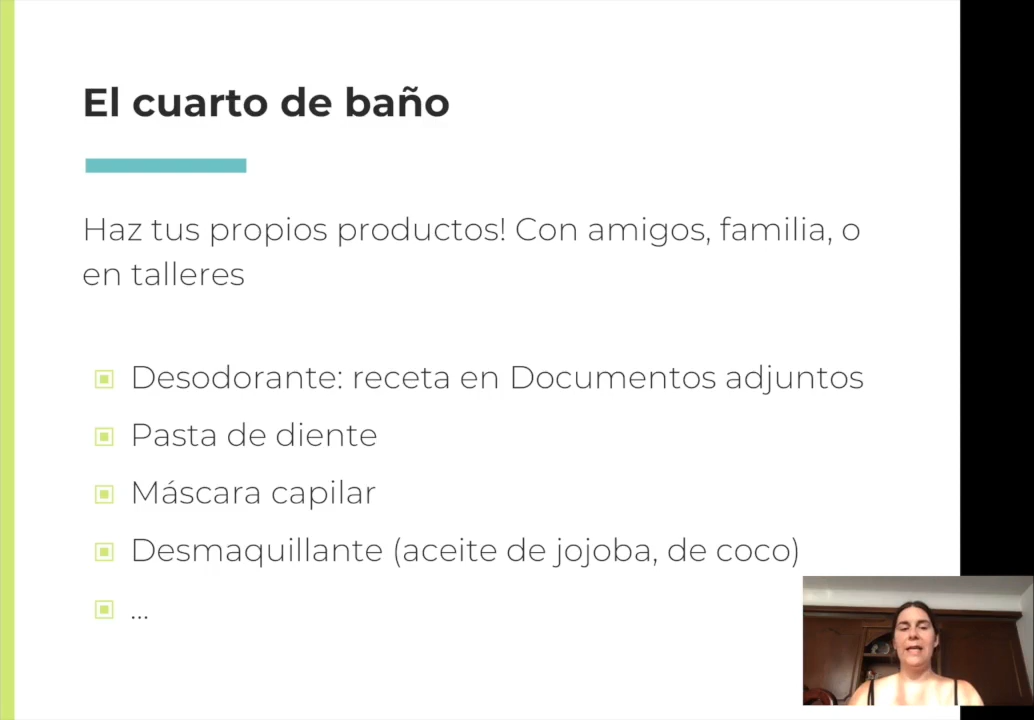 El cuarto de baño
Haz tus propios productos! Con amigos, familia, o
en talleres
Desodorante: receta en Documentos adjuntos
Pasta de diente
Máscara capilar
Desmaquillante (aceite de jojoba, de coco)
...